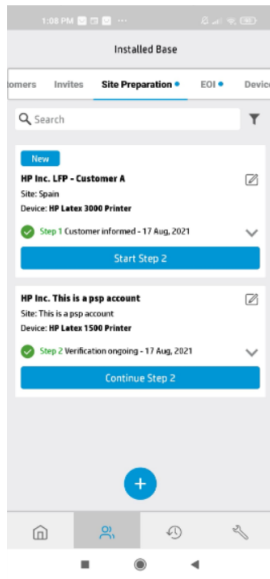 1:08 PM
Installed Base
tomers Invites Site Preparation EOI Device
Search
New
HP Inc. LFP - Customer A
Site: Spain
Device: HP Latex 3000 Printer
Step 1 Customer informed - 17 Aug, 2021
Start Step 2
HP Inc. This is a psp account
Site: This is a psp account
Device: HP Latex 1500 Printer
Step 2 Verification ongoing - 17 Aug, 2021
Continue Step 2